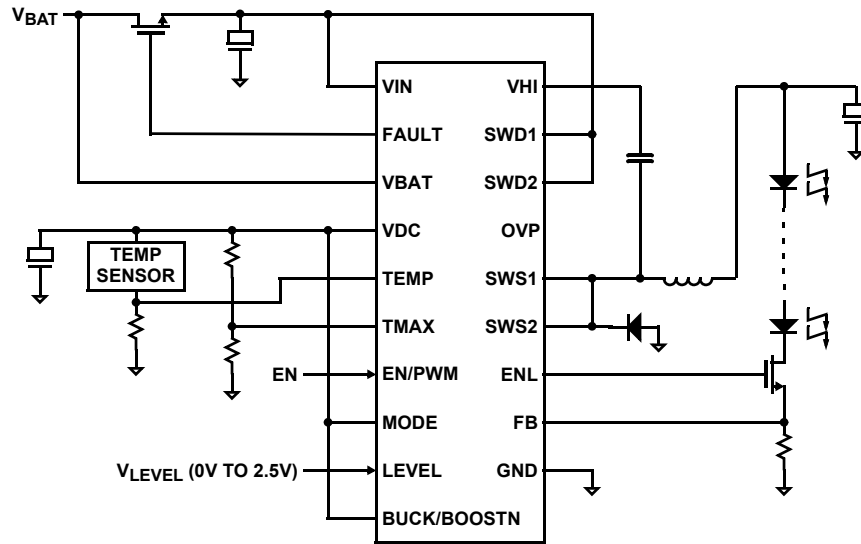 VBAT
VIN
FAULT
VBAT
VDC
TEMP
TMAX
EN/PWM
MODE
LEVEL
BUCK/BOOSTN
VHI
SWD1
SWD2
OVP
SWS1
SWS2
ENL
FB
GND
TEMP
SENSOR
EN
VLEVEL (0V TO 2.5V)